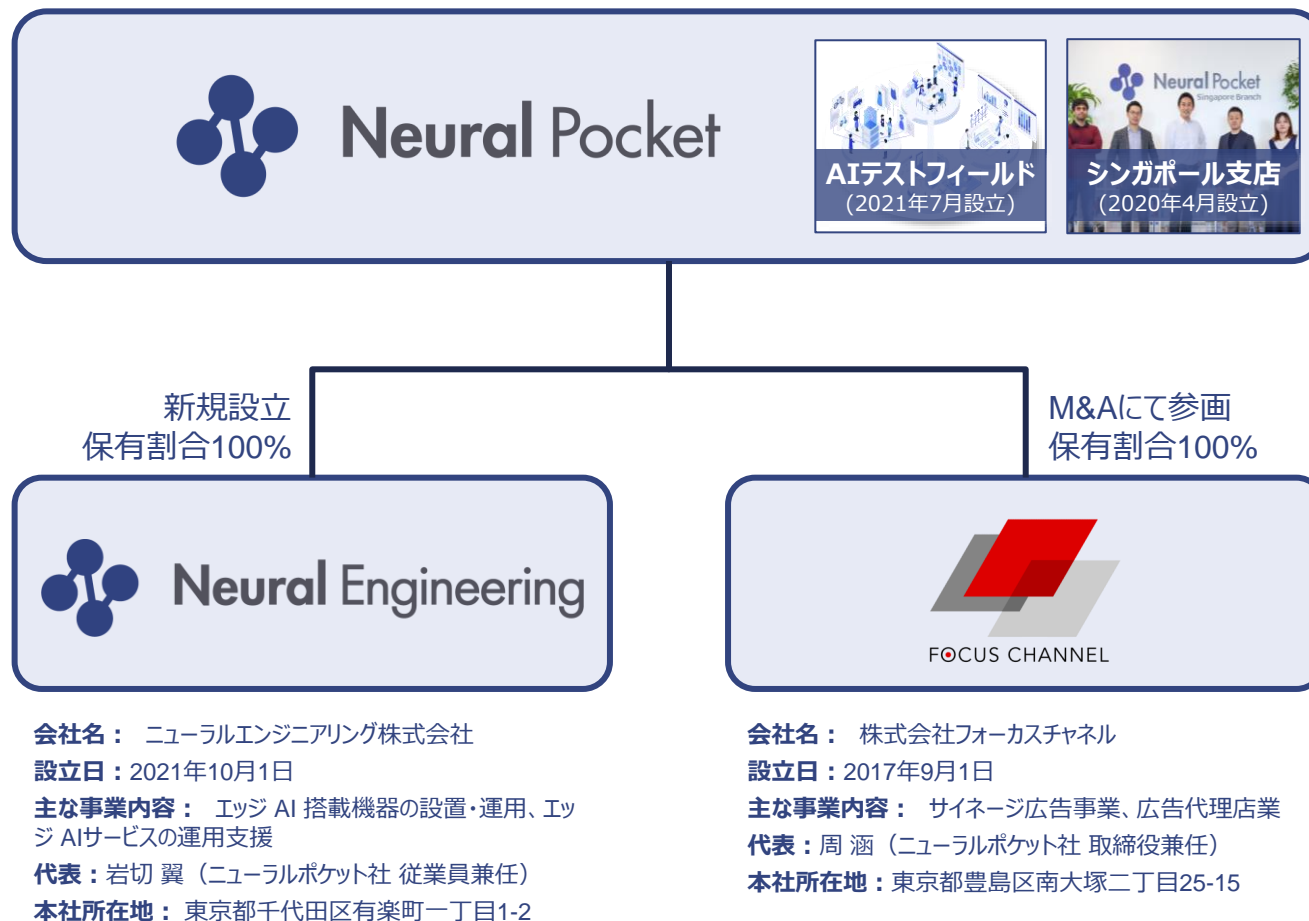 Neural Pocket
Neural Pocket
Singapore Branch
AIテストフィールド
(2021年7月設立)
シンガポール支店
(2020年4月設立)
新規設立
保有割合100%
M&Aにて参画
保有割合100%
Neural Engineering
FOCUS CHANNEL
会社名： ニューラルエンジニアリング株式会社
設立日：2021年10月1日
主な事業内容： エッジ AI 搭載機器の設置・運用、エッ
ジ AIサービスの運用支援
代表：岩切 翼（ニューラルポケット社 従業員兼任）
本社所在地： 東京都千代田区有楽町一丁目1-2
会社名： 株式会社フォーカスチャネル
設立日：2017年9月1日
主な事業内容： サイネージ広告事業、広告代理店業
代表：周 涵（ニューラルポケット社 取締役兼任）
本社所在地：東京都豊島区南大塚二丁目25-15